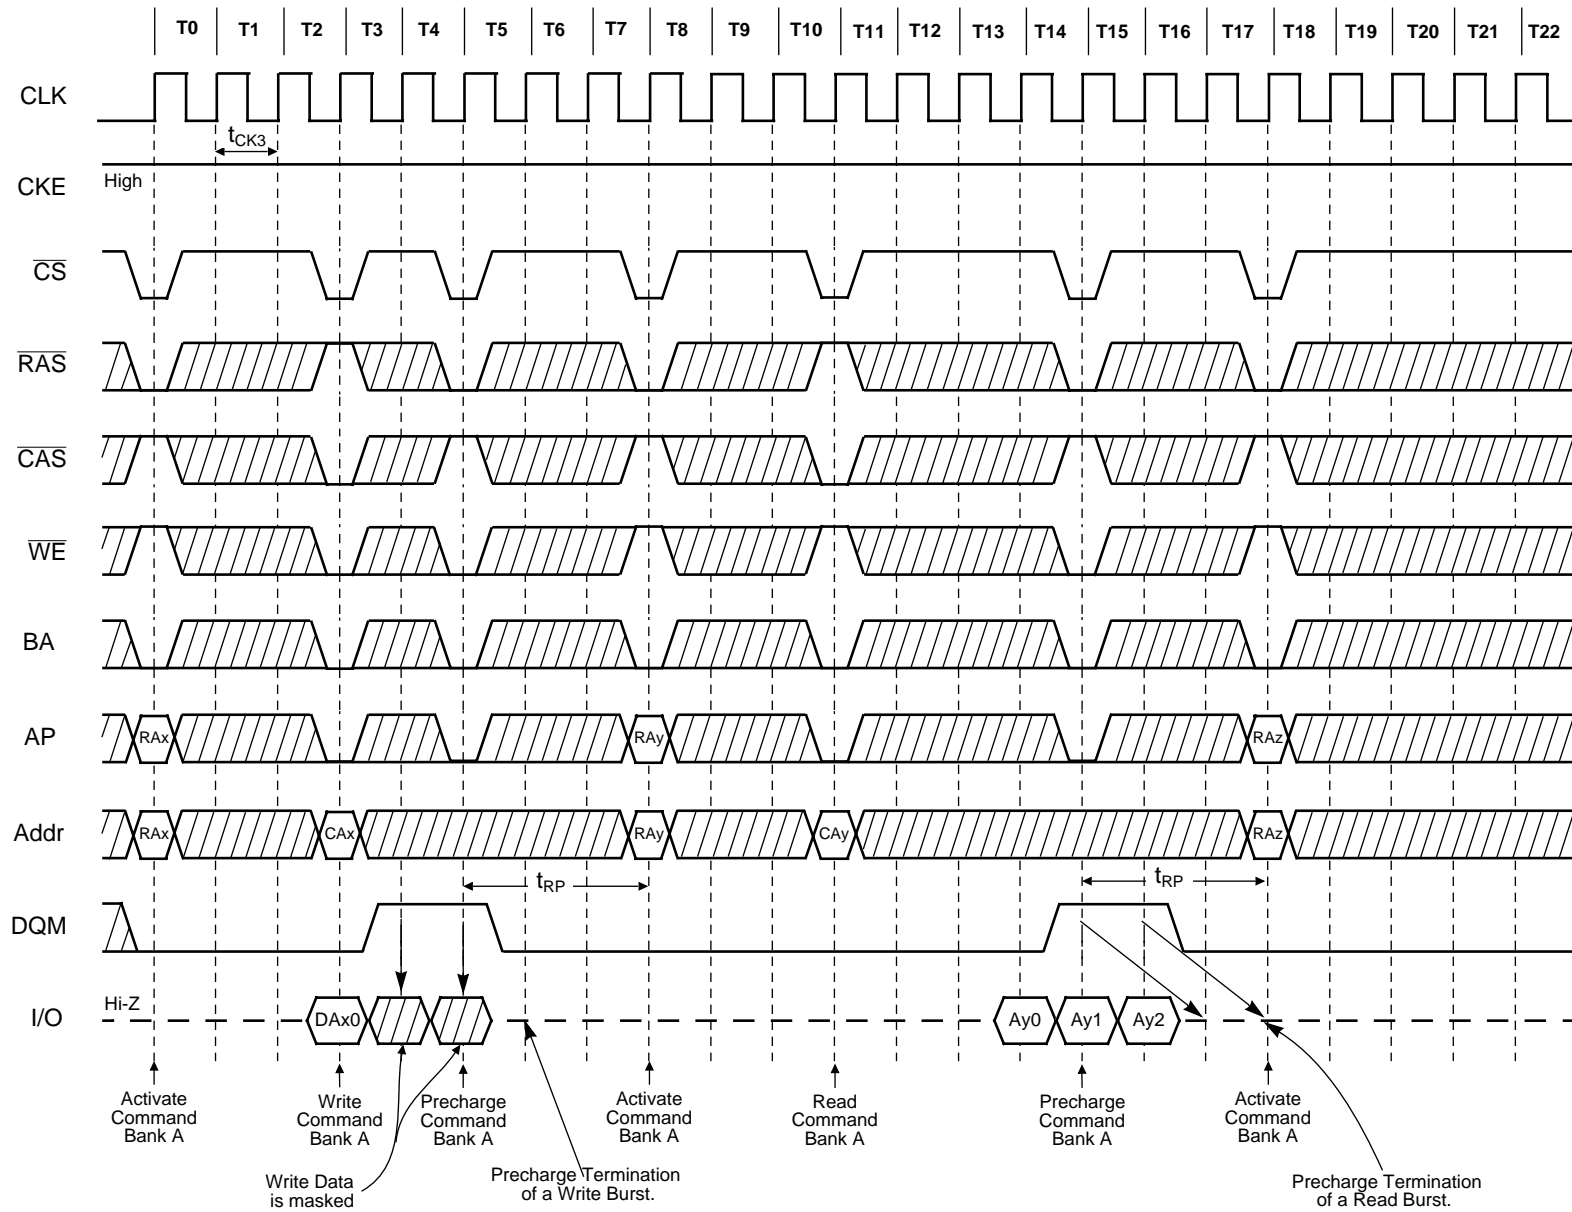 T0 T1 T2 T3 T4 T5 T6 T7 T8 T9 T10 T11 T12 T13 T14 T15 T16 T17 T18 T19 T20 T21 T22
CLK
tCK3
CKE High
CS
RAS
CAS
WE
BA
AP RAx RAy RAz
Addr RAx CAx RAy CAy RAz
tRP tRP
DQM
I/O Hi-Z DAx0 Ay0 Ay1 Ay2
Activate
Command
Bank A
Write
Command
Bank A
Precharge
Command
Bank A
Activate
Command
Bank A
Read
Command
Bank A
Precharge
Command
Bank A
Activate
Command
Bank A
Write Data
is masked
Precharge Termination
of a Write Burst.
Precharge Termination
of a Read Burst.